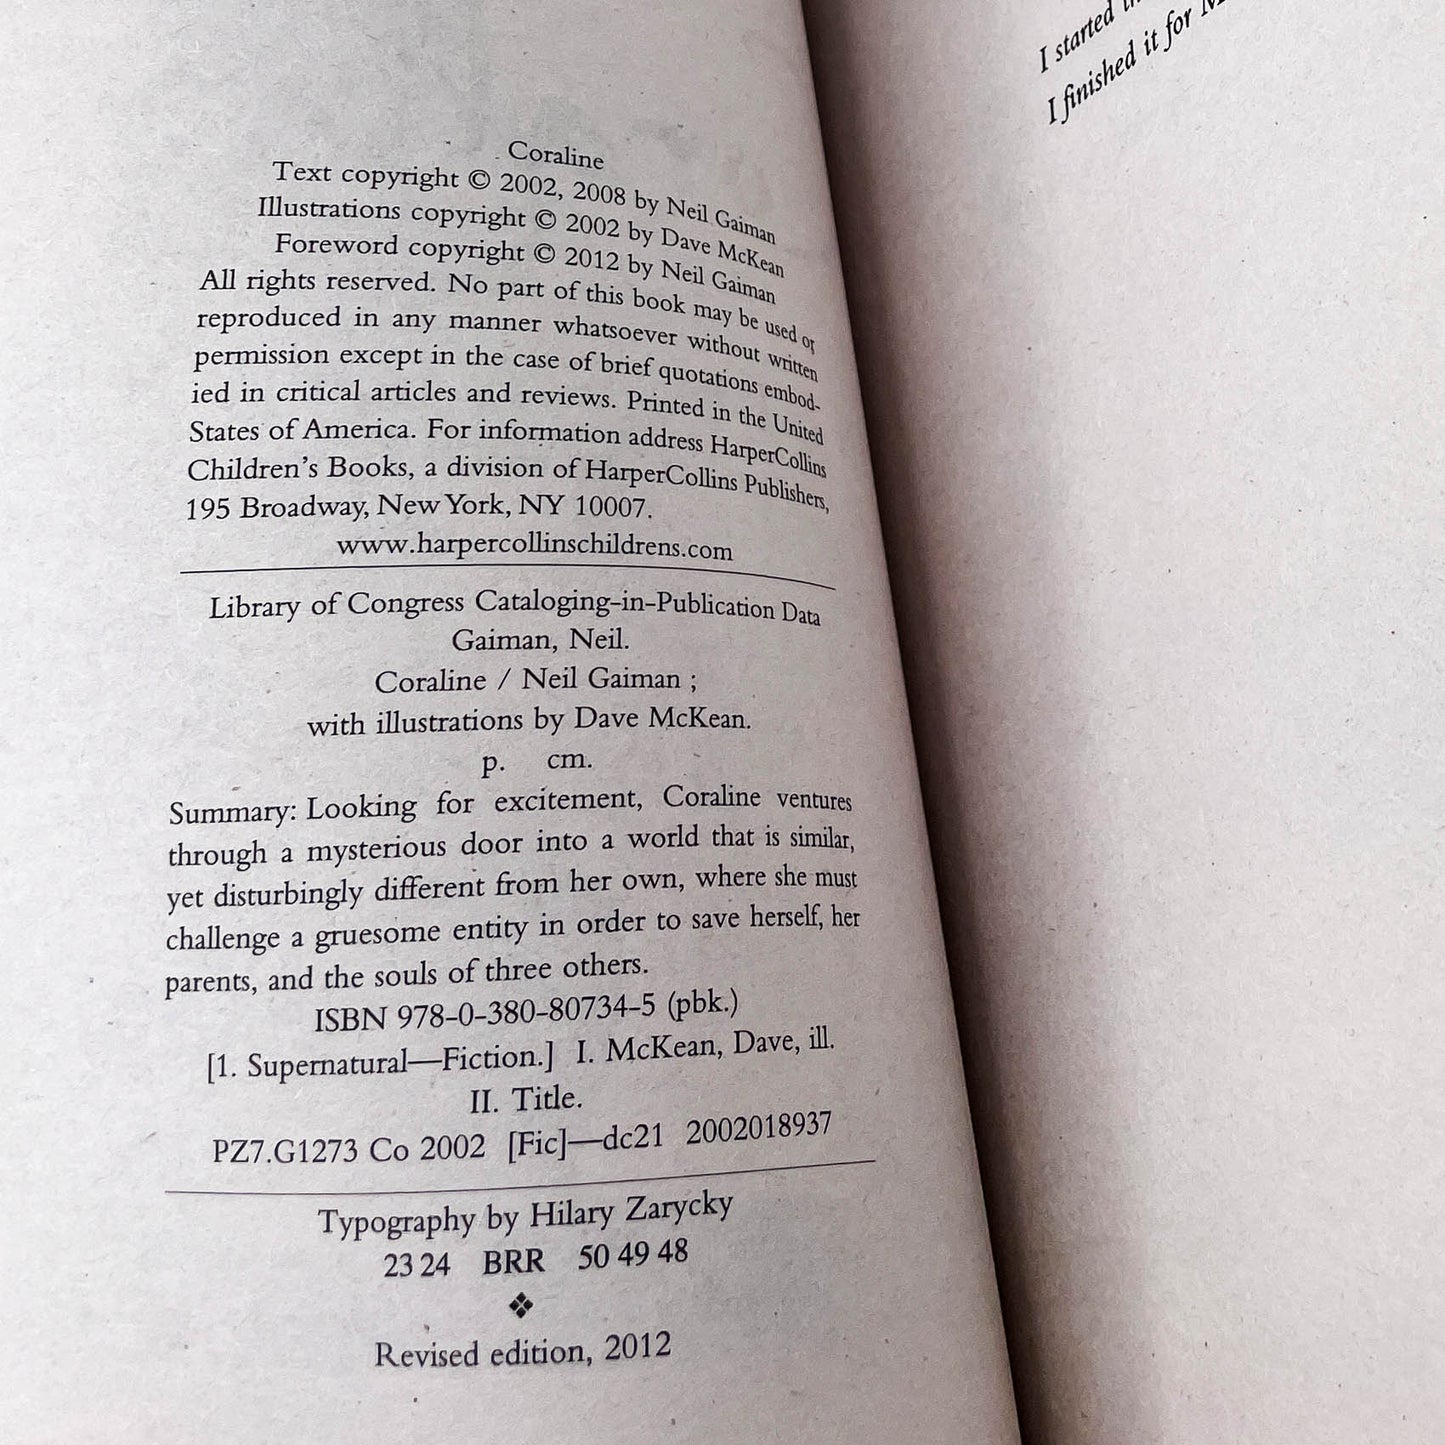 Coraline
Text copyright © 2002, 2008 by Neil Gaiman
Illustrations copyright © 2002 by Dave McKean
Foreword copyright © 2012 by Neil Gaiman
All rights reserved. No part of this book may be used or
reproduced in any manner whatsoever without written
permission except in the case of brief quotations embod-
ied in critical articles and reviews. Printed in the United
States of America. For information address HarperCollins
Children's Books, a division of HarperCollins Publishers,
195 Broadway, New York, NY 10007.
www.harpercollinschildrens.com
Library of Congress Cataloging-in-Publication Data
Gaiman, Neil.
Coraline / Neil Gaiman ;
with illustrations by Dave McKean.
p. cm.
Summary: Looking for excitement, Coraline ventures
through a mysterious door into a world that is similar,
yet disturbingly different from her own, where she must
challenge a gruesome entity in order to save herself, her
parents, and the souls of three others.
ISBN 978-0-380-80734-5 (pbk.)
[1. Supernatural—Fiction.] I. McKean, Dave, ill.
II. Title.
PZ7.G1273 Co 2002 [Fic]—dc21 2002018937
Typography by Hilary Zarycky
23 24 BRR 50 49 48
❖
Revised edition, 2012
I started
I finished it for